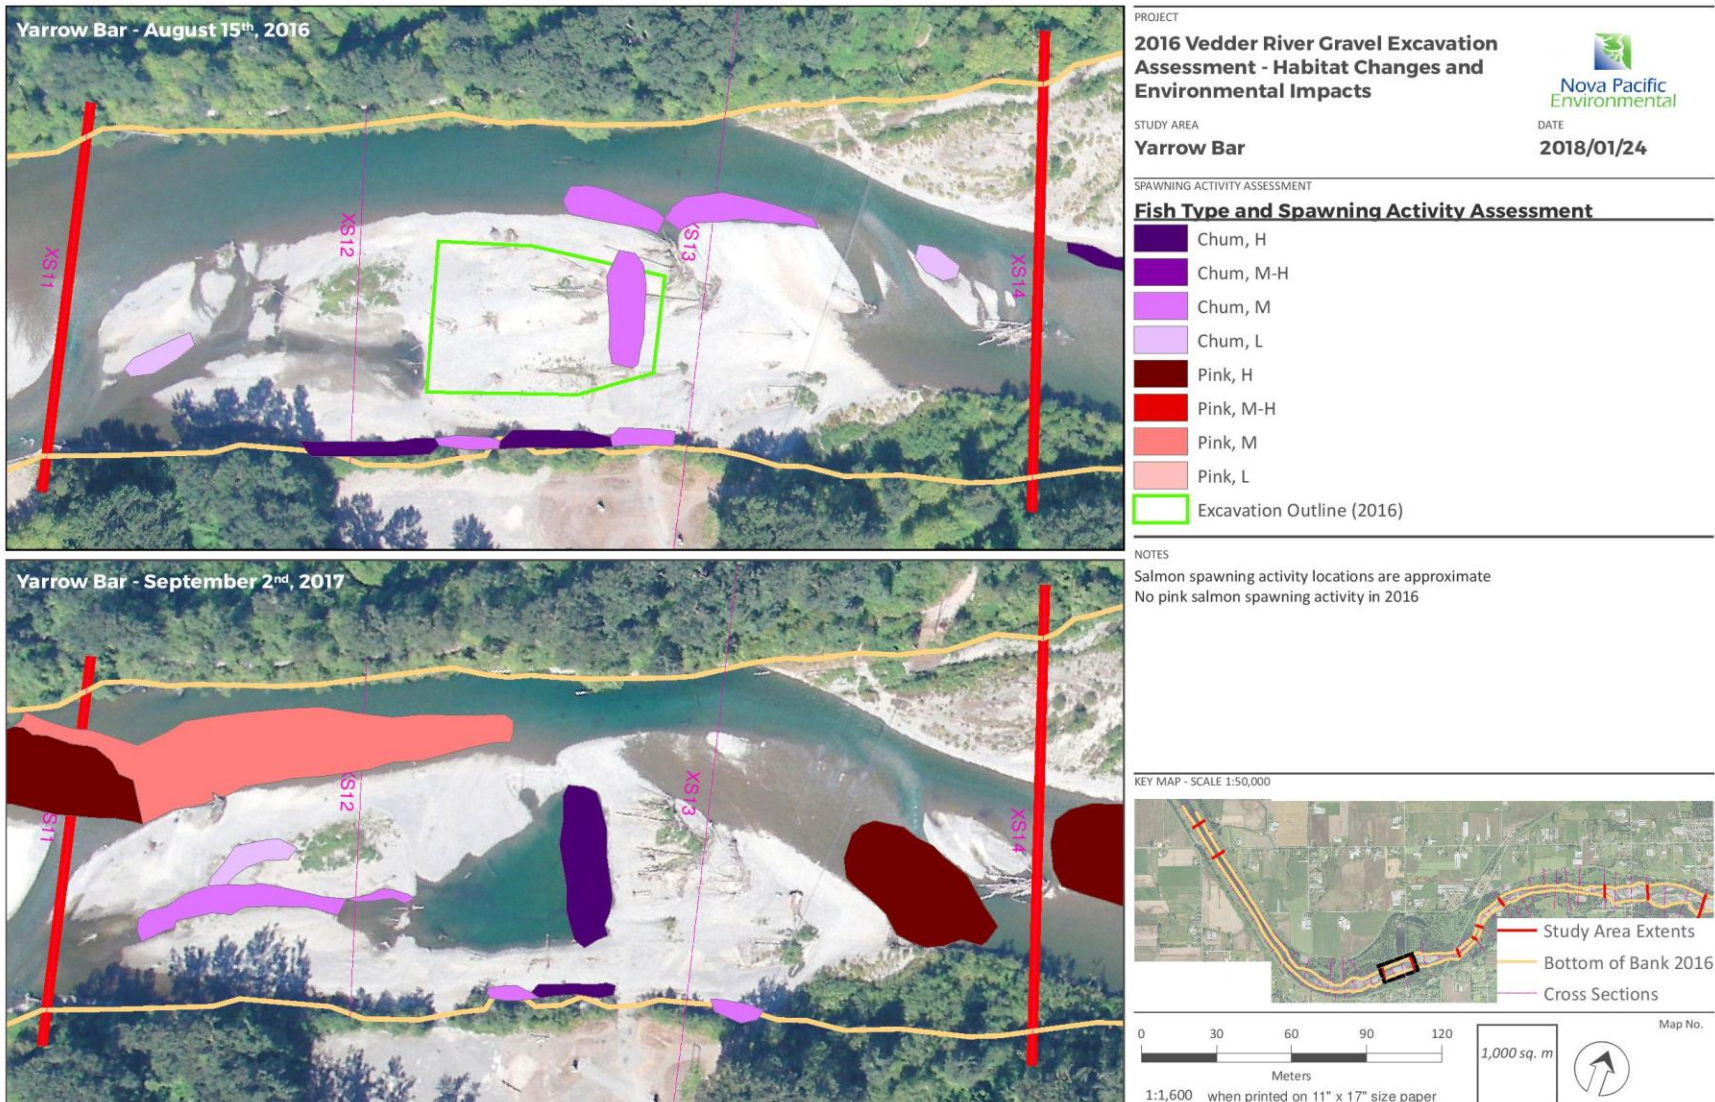 Yarrow Bar - August 15th, 2016
XS11
XS12
XS13
XS14
Yarrow Bar - September 2nd, 2017
S11
XS12
XS13
XS14
PROJECT
2016 Vedder River Gravel Excavation
Assessment - Habitat Changes and
Environmental Impacts
Nova Pacific
Environmental
STUDY AREA
Yarrow Bar
DATE
2018/01/24
SPAWNING ACTIVITY ASSESSMENT
Fish Type and Spawning Activity Assessment
Chum, H
Chum, M-H
Chum, M
Chum, L
Pink, H
Pink, M-H
Pink, M
Pink, L
Excavation Outline (2016)
NOTES
Salmon spawning activity locations are approximate
No pink salmon spawning activity in 2016
KEY MAP - SCALE 1:50,000
Study Area Extents
Bottom of Bank 2016
Cross Sections
0 30 60 90 120
Meters
1:1,600 when printed on 11" x 17" size paper
1,000 sq. m
Map No.